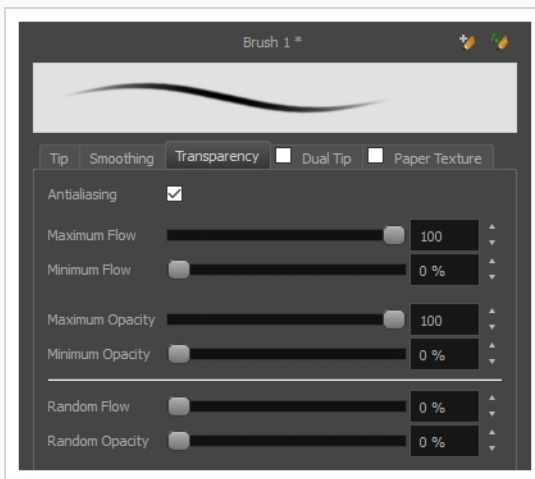 Brush 1 *
Tip Smoothing Transparency Dual Tip Paper Texture
Antialiasing
Maximum Flow 100
Minimum Flow 0 %
Maximum Opacity 100
Minimum Opacity 0 %
Random Flow 0 %
Random Opacity 0 %